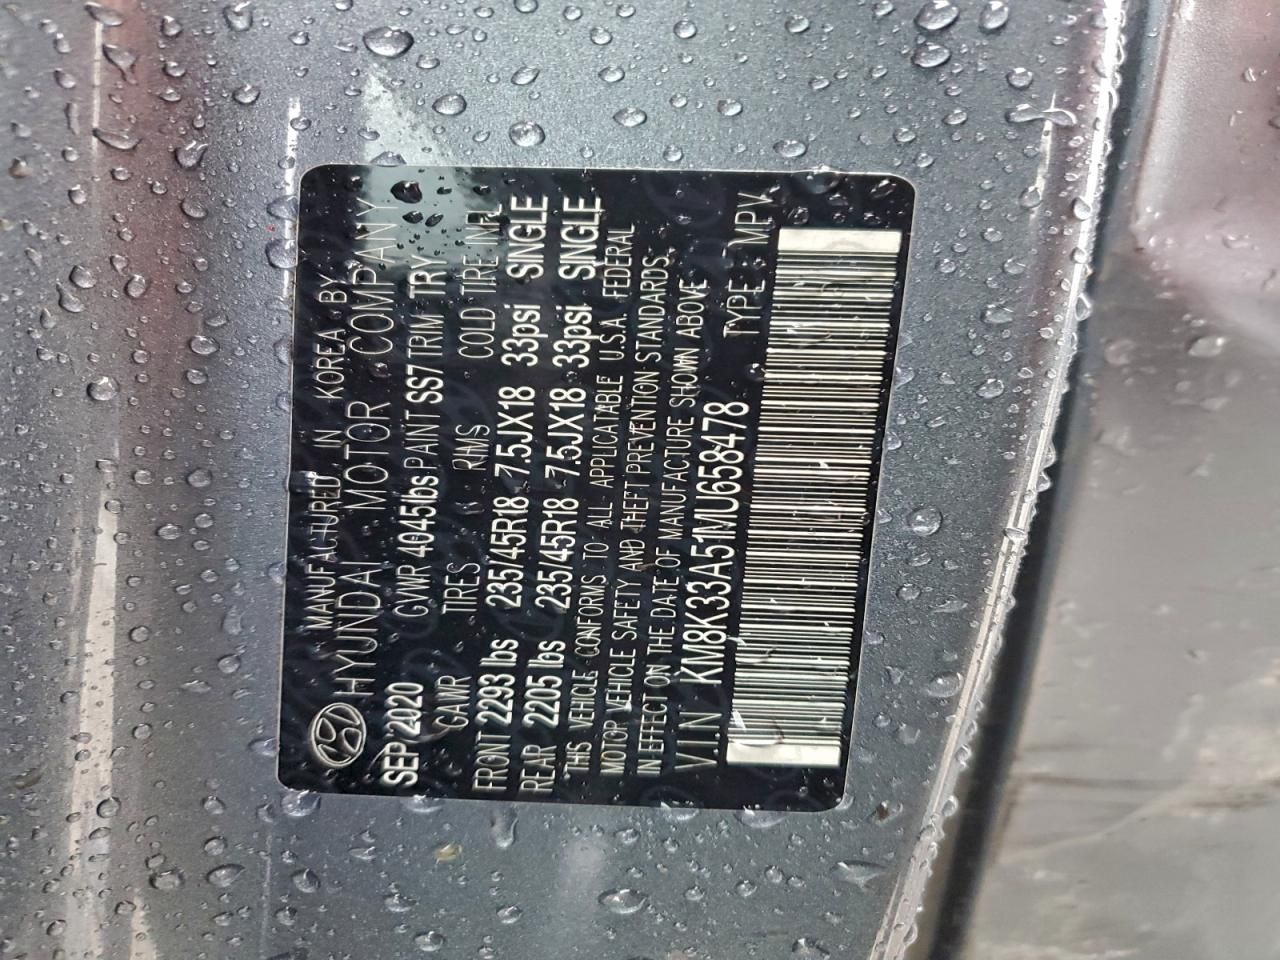 MANUFACTURED IN KOREA BY
HYUNDAI MOTOR COMPANY
SEP 2020 GVWR 4045lbs PAINT SS7 TRIM TRY
GAWR TIRES RIMS COLD TIRE INFL
FRONT 2293 lbs 235/45R18 7.5JX18 33psi SINGLE
REAR 2205 lbs 235/45R18 7.5JX18 33psi SINGLE
THIS VEHICLE CONFORMS TO ALL APPLICABLE U.S.A. FEDERAL
MOTOR VEHICLE SAFETY AND THEFT PREVENTION STANDARDS
IN EFFECT ON THE DATE OF MANUFACTURE SHOWN ABOVE
VIN KM8K33A51MU658478 TYPE : MPV